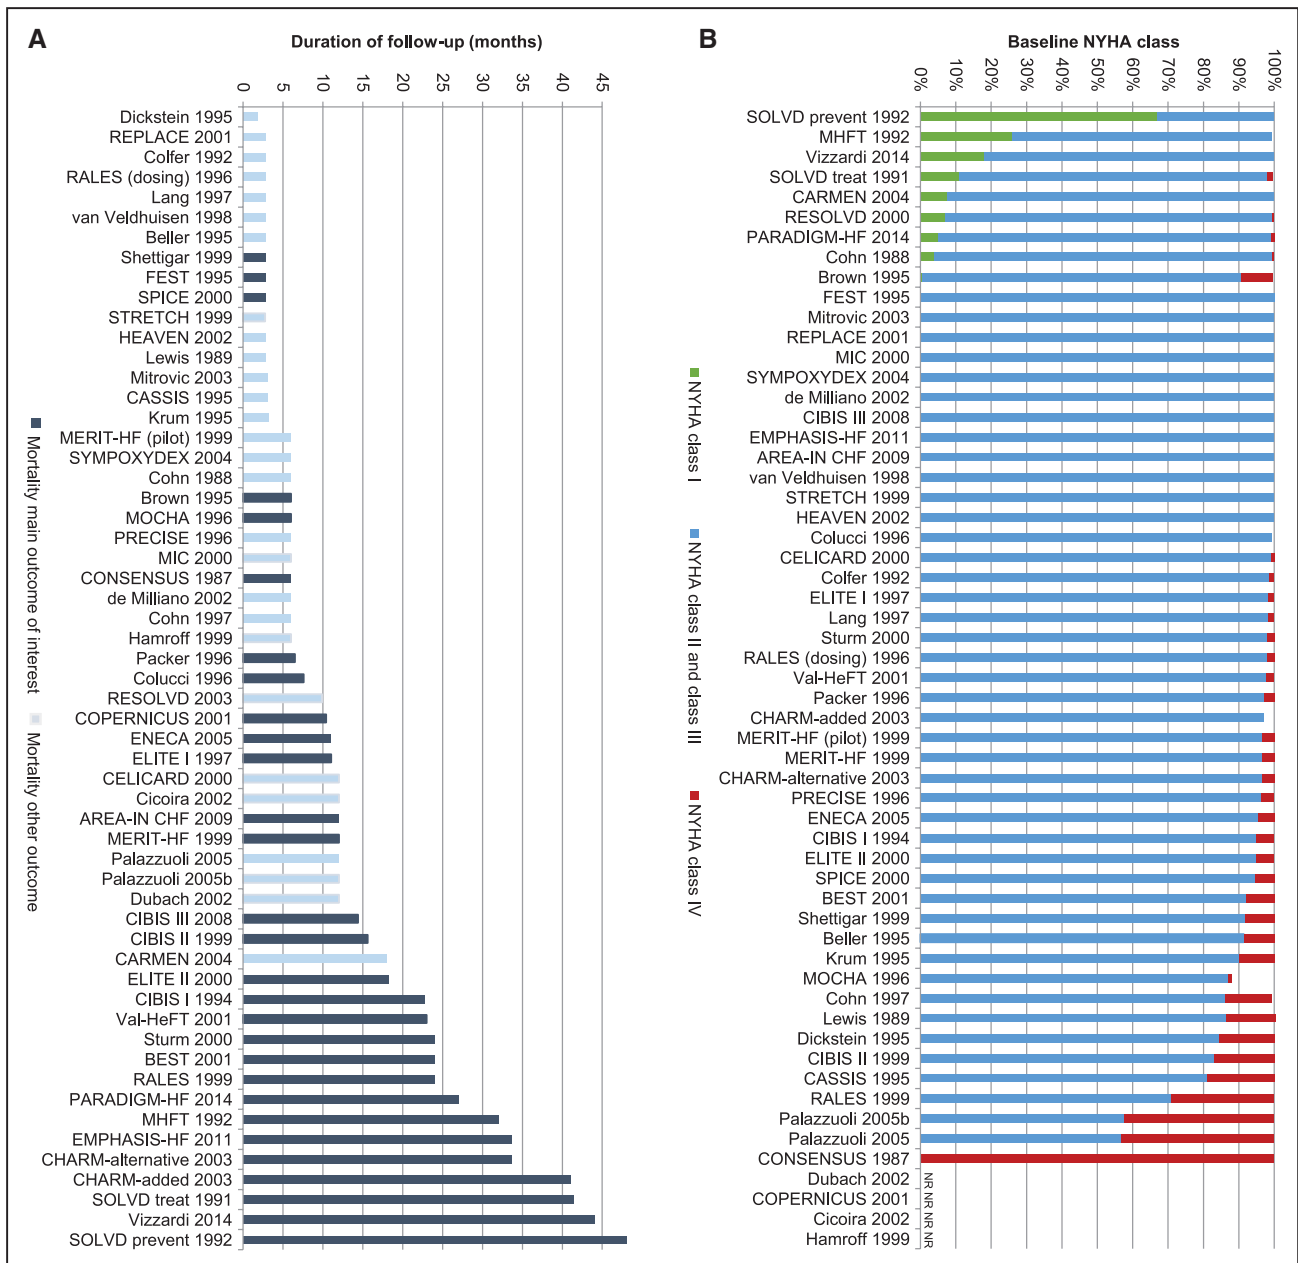 A
Duration of follow-up (months)
0 5 10 15 20 25 30 35 40 45
Dickstein 1995
REPLACE 2001
Colfer 1992
RALES (dosing) 1996
Lang 1997
van Veldhuisen 1998
Beller 1995
Shettigar 1999
FEST 1995
SPICE 2000
STRETCH 1999
HEAVEN 2002
Lewis 1989
Mitrovic 2003
CASSIS 1995
Krum 1995
MERIT-HF (pilot) 1999
SYMPOXYDEX 2004
Cohn 1988
Brown 1995
MOCHA 1996
PRECISE 1996
MIC 2000
CONSENSUS 1987
de Milliano 2002
Cohn 1997
Hamroff 1999
Packer 1996
Colucci 1996
RESOLVD 2003
COPERNICUS 2001
ENECA 2005
ELITE I 1997
CELICARD 2000
Cicoira 2002
AREA-IN CHF 2009
MERIT-HF 1999
Palazzuoli 2005
Palazzuoli 2005b
Dubach 2002
CIBIS III 2008
CIBIS II 1999
CARMEN 2004
ELITE II 2000
CIBIS I 1994
Val-HeFT 2001
Sturm 2000
BEST 2001
RALES 1999
PARADIGM-HF 2014
MHFT 1992
EMPHASIS-HF 2011
CHARM-alternative 2003
CHARM-added 2003
SOLVD treat 1991
Vizzardi 2014
SOLVD prevent 1992
Mortality main outcome of interest
Mortality other outcome
B
Baseline NYHA class
0% 10% 20% 30% 40% 50% 60% 70% 80% 90% 100%
SOLVD prevent 1992
MHFT 1992
Vizzardi 2014
SOLVD treat 1991
CARMEN 2004
RESOLVD 2000
PARADIGM-HF 2014
Cohn 1988
Brown 1995
FEST 1995
Mitrovic 2003
REPLACE 2001
MIC 2000
SYMPOXYDEX 2004
de Milliano 2002
CIBIS III 2008
EMPHASIS-HF 2011
AREA-IN CHF 2009
van Veldhuisen 1998
STRETCH 1999
HEAVEN 2002
Colucci 1996
CELICARD 2000
Colfer 1992
ELITE I 1997
Lang 1997
Sturm 2000
RALES (dosing) 1996
Val-HeFT 2001
Packer 1996
CHARM-added 2003
MERIT-HF (pilot) 1999
MERIT-HF 1999
CHARM-alternative 2003
PRECISE 1996
ENECA 2005
CIBIS I 1994
ELITE II 2000
SPICE 2000
BEST 2001
Shettigar 1999
Beller 1995
Krum 1995
MOCHA 1996
Cohn 1997
Lewis 1989
Dickstein 1995
CIBIS II 1999
CASSIS 1995
RALES 1999
Palazzuoli 2005b
Palazzuoli 2005
CONSENSUS 1987
Dubach 2002 NR
COPERNICUS 2001 NR
Cicoira 2002 NR
Hamroff 1999 NR
NYHA class I
NYHA class II and class III
NYHA class IV